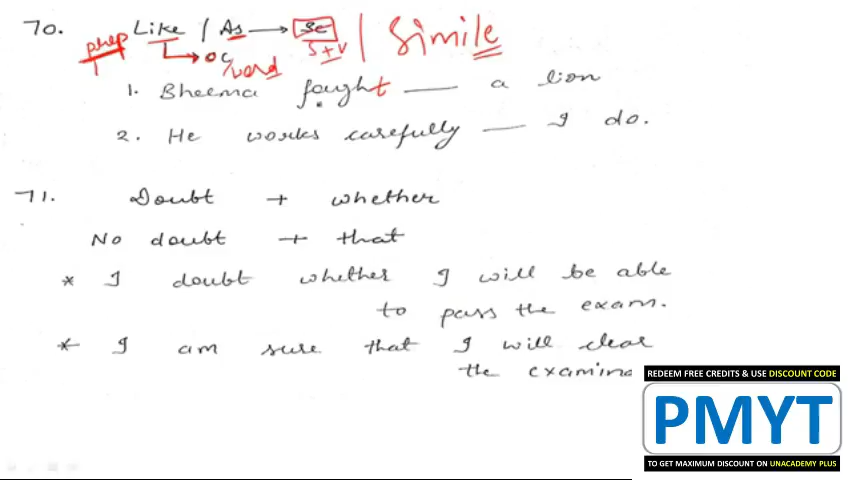 70. Like / As → Sc | Simile
prep → OC S+V
/word
1. Bheema fought ___ a lion
2. He works carefully ___ I do.
71. Doubt + whether
No doubt + that
* I doubt whether I will be able
to pass the exam.
* I am sure that I will clear
the examina
REDEEM FREE CREDITS & USE DISCOUNT CODE
PMYT
TO GET MAXIMUM DISCOUNT ON UNACADEMY PLUS